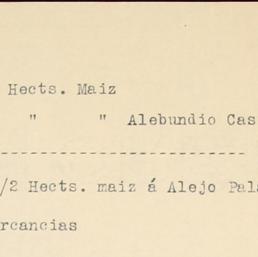 Hects. Maiz
" " Alebundio Cas
--------------------------
/2 Hects. maiz á Alejo Pal
rcancias